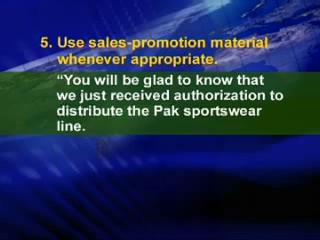 5. Use sales-promotion material
whenever appropriate.
“You will be glad to know that
we just received authorization to
distribute the Pak sportswear
line.